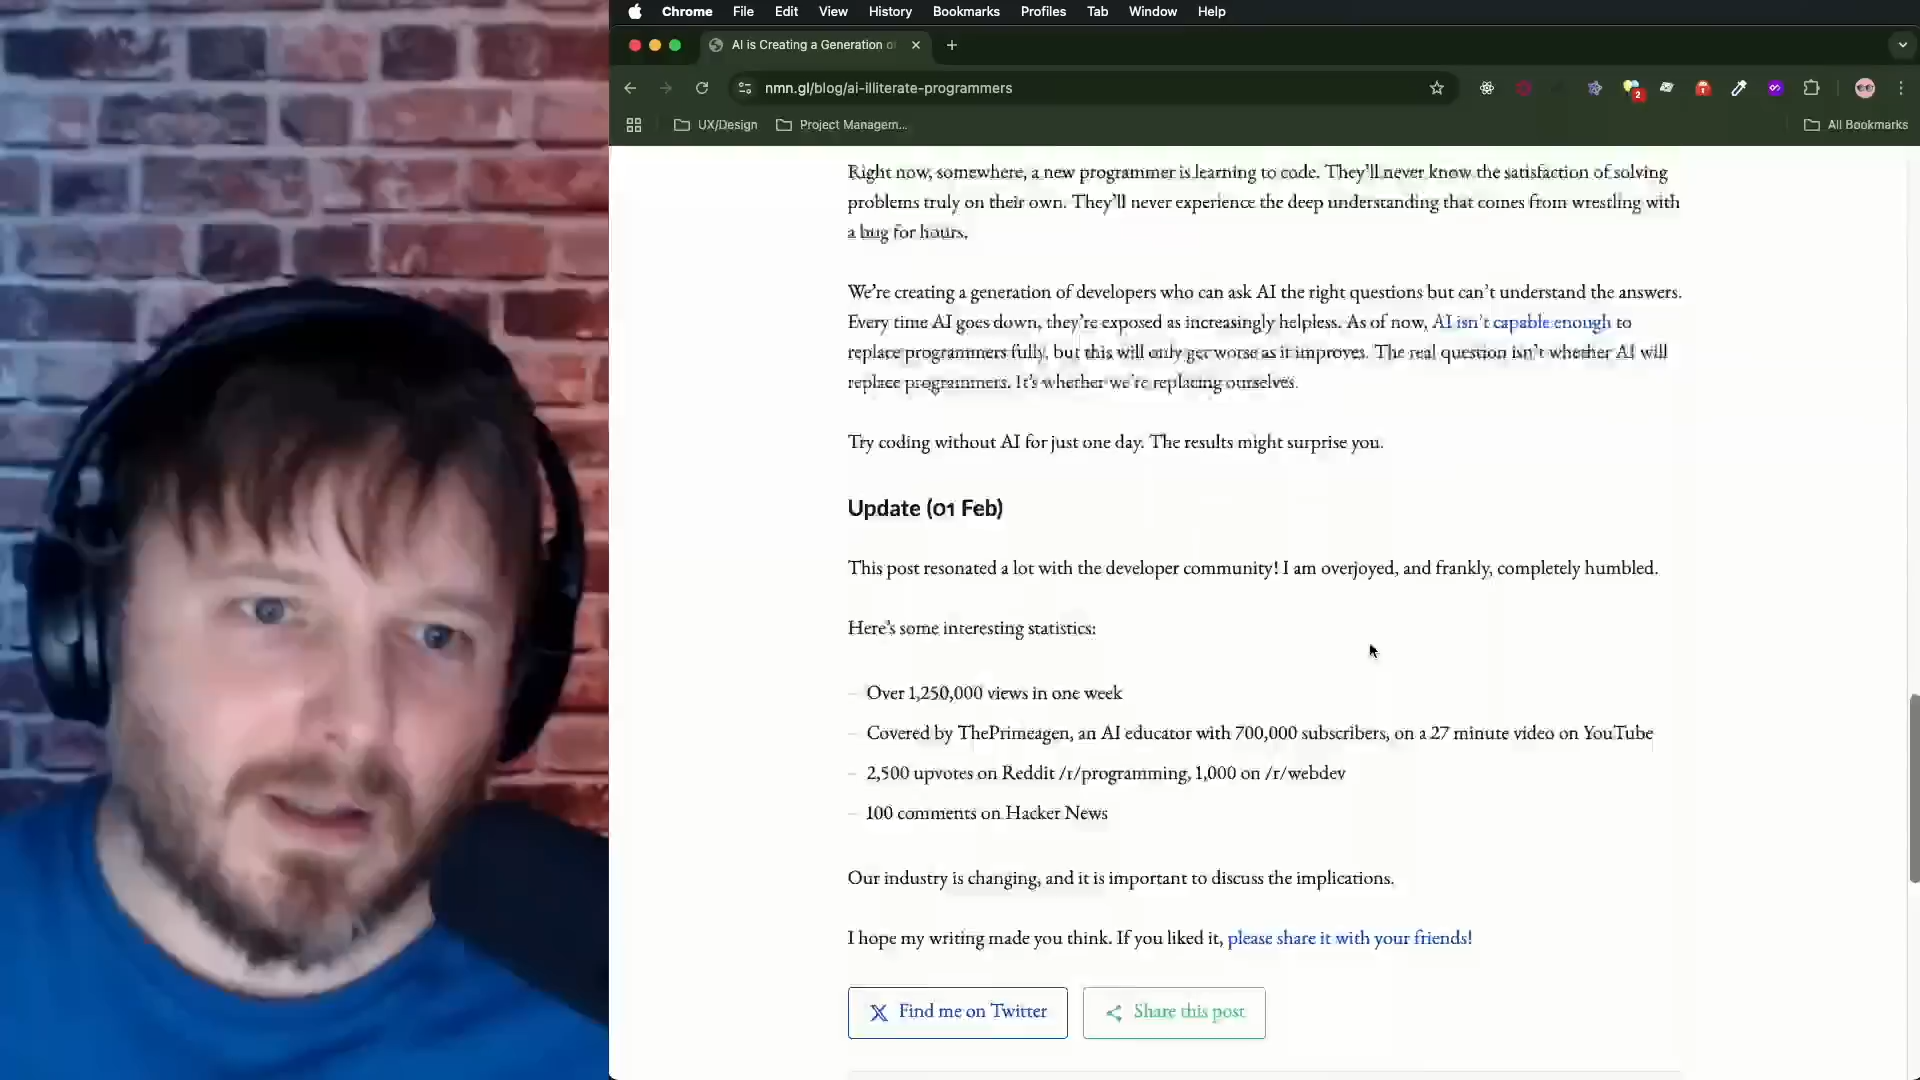 Chrome File Edit View History Bookmarks Profiles Tab Window Help
AI is Creating a Generation o
nmn.gl/blog/ai-illiterate-programmers
2
UX/Design Project Managem... All Bookmarks
Right now, somewhere, a new programmer is learning to code. They’ll never know the satisfaction of solving
problems truly on their own. They’ll never experience the deep understanding that comes from wrestling with
a bug for hours.
We’re creating a generation of developers who can ask AI the right questions but can’t understand the answers.
Every time AI goes down, they’re exposed as increasingly helpless. As of now, AI isn’t capable enough to
replace programmers fully, but this will only get worse as it improves. The real question isn’t whether AI will
replace programmers. It’s whether we’re replacing ourselves.
Try coding without AI for just one day. The results might surprise you.
Update (01 Feb)
This post resonated a lot with the developer community! I am overjoyed, and frankly, completely humbled.
Here’s some interesting statistics:
– Over 1,250,000 views in one week
– Covered by ThePrimeagen, an AI educator with 700,000 subscribers, on a 27 minute video on YouTube
– 2,500 upvotes on Reddit /r/programming, 1,000 on /r/webdev
– 100 comments on Hacker News
Our industry is changing, and it is important to discuss the implications.
I hope my writing made you think. If you liked it, please share it with your friends!
Find me on Twitter Share this post